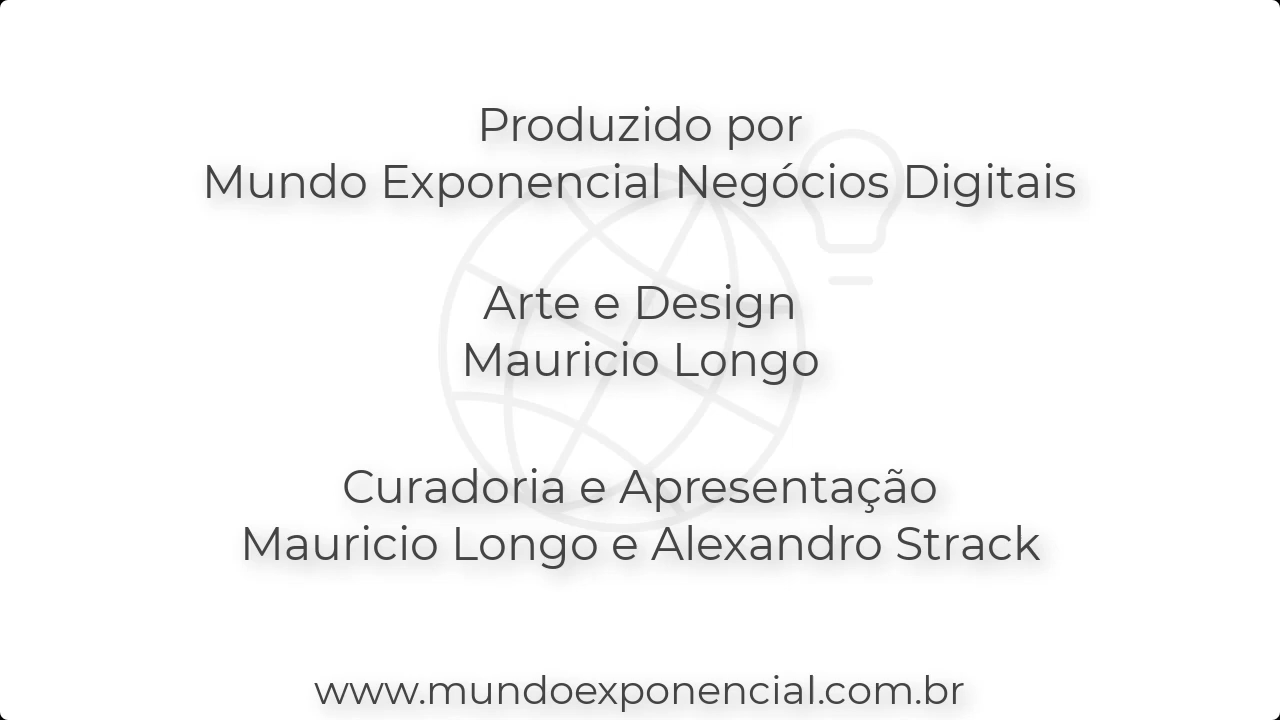 Produzido por
Mundo Exponencial Negócios Digitais
Arte e Design
Mauricio Longo
Curadoria e Apresentação
Mauricio Longo e Alexandro Strack
www.mundoexponencial.com.br